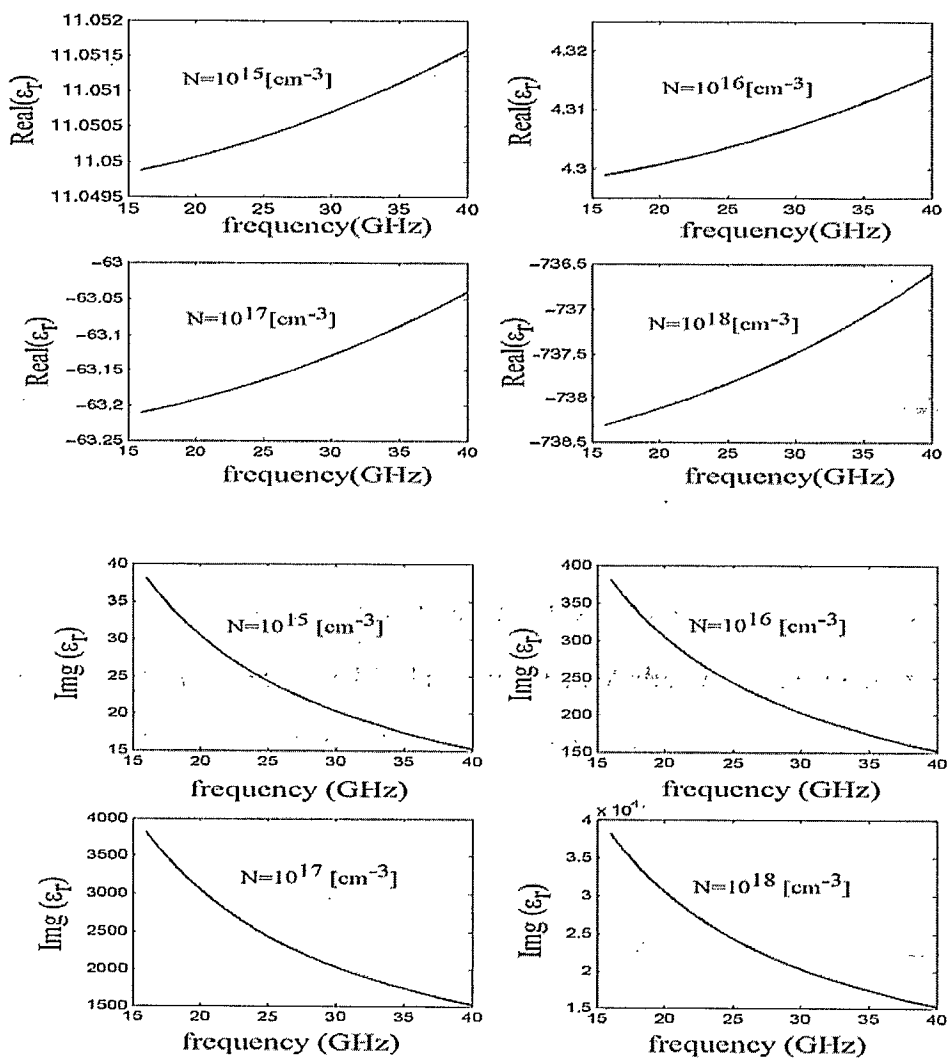 11.052
11.0515
11.051
11.0505
11.05
11.0495
Real(εr)
N=10^15[cm-3]
15 20 25 30 35 40
frequency(GHz)
4.32
4.31
4.3
Real(εr)
N=10^16[cm-3]
15 20 25 30 35 40
frequency(GHz)
-63
-63.05
-63.1
-63.15
-63.2
-63.25
Real(εr)
N=10^17[cm-3]
15 20 25 30 35 40
frequency(GHz)
-736.5
-737
-737.5
-738
-738.5
Real(εr)
N=10^18[cm-3]
15 20 25 30 35 40
frequency(GHz)
40
35
30
25
20
15
Img (εr)
N=10^15 [cm-3]
15 20 25 30 35 40
frequency (GHz)
400
350
300
250
200
150
Img (εr)
N=10^16 [cm-3]
15 20 25 30 35 40
frequency (GHz)
4000
3500
3000
2500
2000
1500
Img (εr)
N=10^17 [cm-3]
15 20 25 30 35 40
frequency (GHz)
× 10^4
4
3.5
3
2.5
2
1.5
Img (εr)
N=10^18 [cm-3]
15 20 25 30 35 40
frequency (GHz)